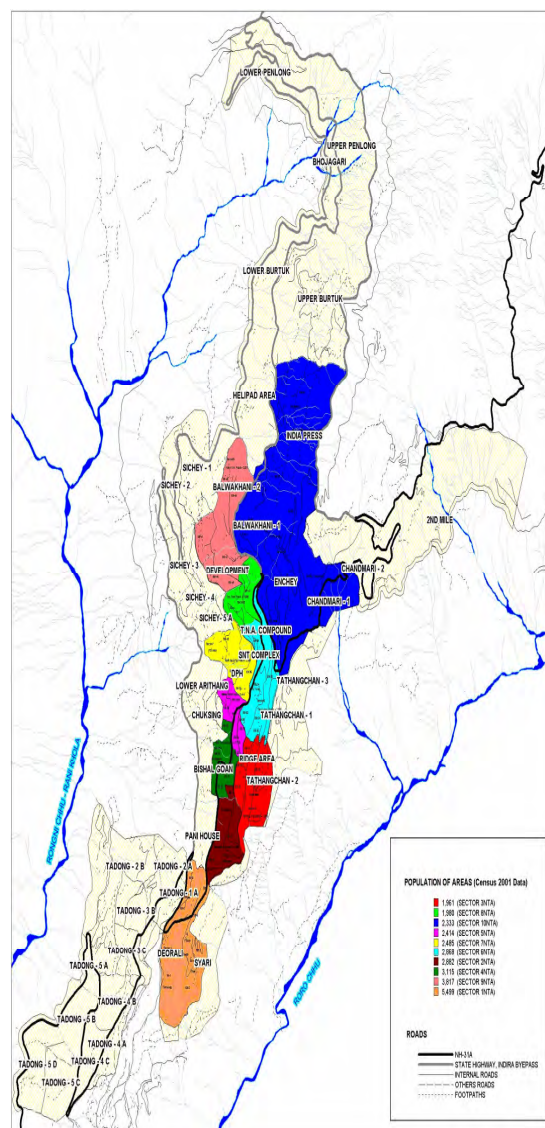 LOWER PENLONG
UPPER PENLONG
BHOJAGARI
LOWER BURTUK
UPPER BURTUK
HELIPAD AREA
INDIA PRESS
SICHEY - 1
SICHEY - 2
BALWAKHANI - 2
BALWAKHANI - 1
2ND MILE
SICHEY - 3
DEVELOPMENT
CHANDMARI - 2
ENCHEY
SICHEY - 4
CHANDMARI - 1
SICHEY - 5 A
T.N.A. COMPOUND
SNT COMPLEX
DPH
TATHANGCHAN - 3
LOWER ARITHANG
CHUKSING
TATHANGCHAN - 1
RIDGE AREA
BISHAL GOAN
TATHANGCHAN - 2
RONGNI CHHU - RANI KHOLA
PANI HOUSE
TADONG - 2 B
TADONG - 2 A
TADONG - 1 A
TADONG - 3 B
TADONG - 3 C
DEORALI
SYARI
TADONG - 5 A
TADONG - 4 B
TADONG - 5 B
TADONG - 4 A
TADONG - 5 D
TADONG - 4 C
TADONG - 5 C
RORO CHHU
POPULATION OF AREAS (Census 2001 Data)
1,961 (SECTOR 3NTA)
1,980 (SECTOR 8NTA)
2,333 (SECTOR 10NTA)
2,414 (SECTOR 5NTA)
2,485 (SECTOR 7NTA)
2,868 (SECTOR 6NTA)
2,882 (SECTOR 2NTA)
3,115 (SECTOR 4NTA)
3,817 (SECTOR 9NTA)
5,499 (SECTOR 1NTA)
ROADS
NH-31A
STATE HIGHWAY, INDIRA BYEPASS
INTERNAL ROADS
OTHERS ROADS
FOOTPATHS